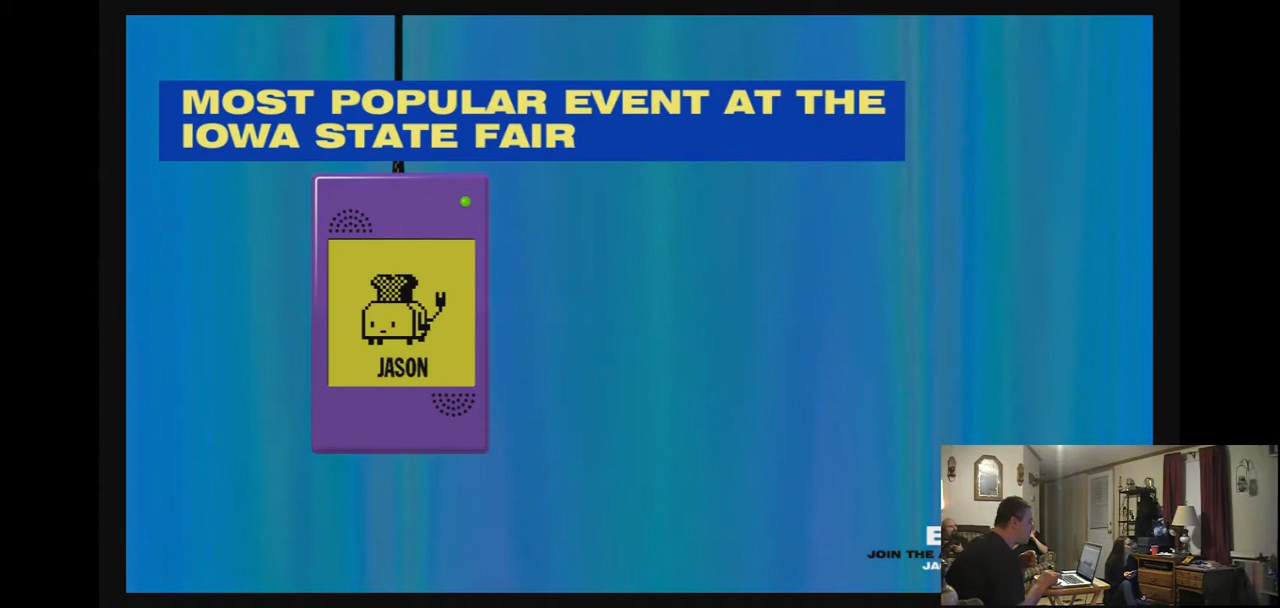 MOST POPULAR EVENT AT THE
IOWA STATE FAIR
JASON
JOIN THE